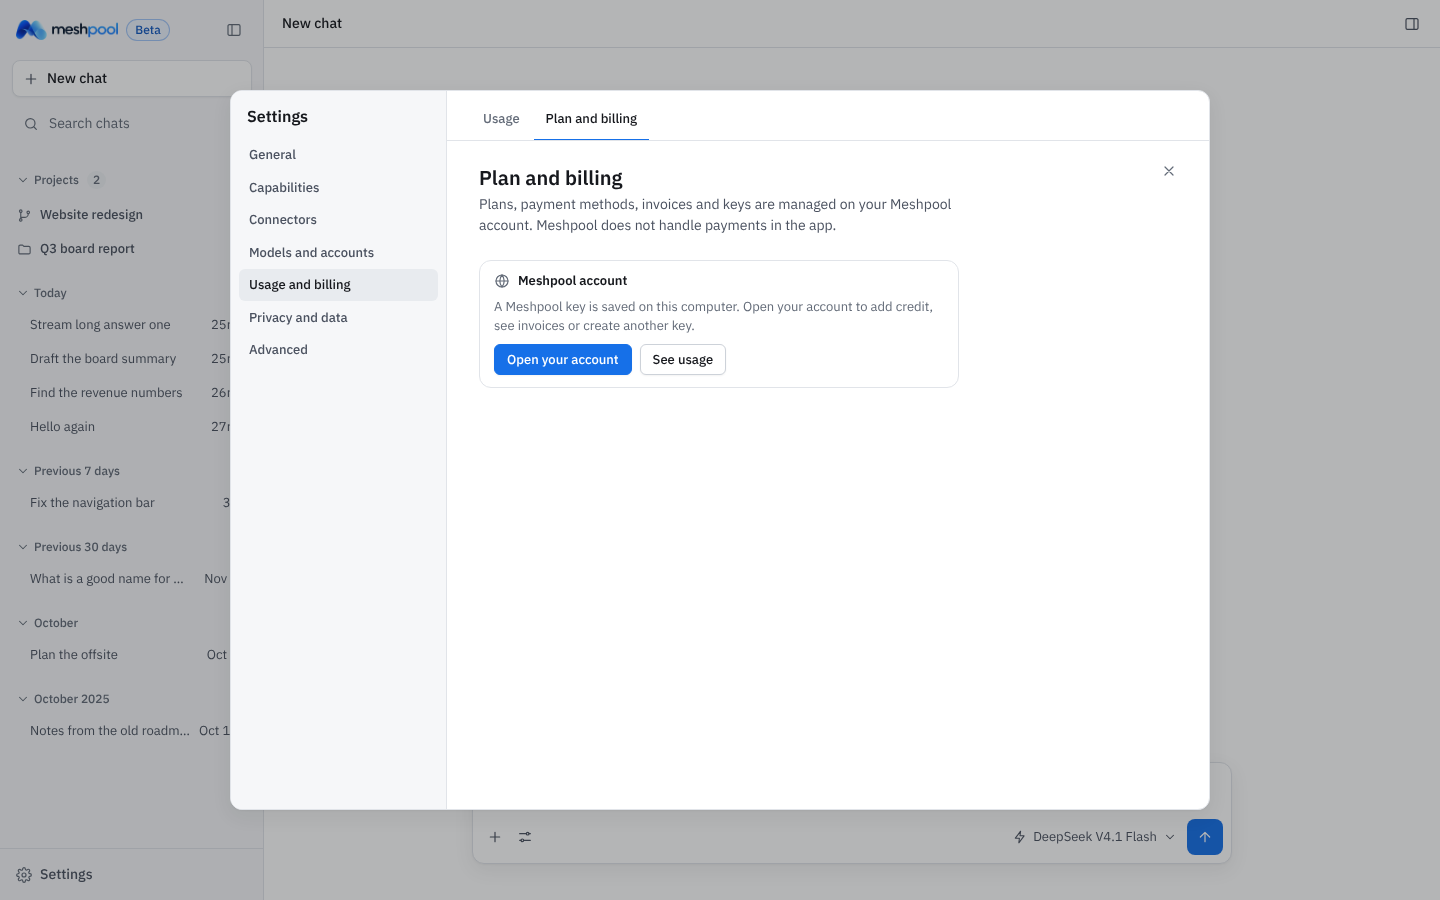 meshpool Beta
New chat
New chat
Search chats
Projects 2
Website redesign
Q3 board report
Today
Stream long answer one
Draft the board summary
Find the revenue numbers
Hello again
Previous 7 days
Fix the navigation bar
Previous 30 days
What is a good name for ... Nov
October
Plan the offsite Oct
October 2025
Notes from the old roadm... Oct
Settings
Settings
General
Capabilities
Connectors
Models and accounts
Usage and billing
Privacy and data
Advanced
Usage Plan and billing
Plan and billing
Plans, payment methods, invoices and keys are managed on your Meshpool
account. Meshpool does not handle payments in the app.
Meshpool account
A Meshpool key is saved on this computer. Open your account to add credit,
see invoices or create another key.
Open your account See usage
DeepSeek V4.1 Flash